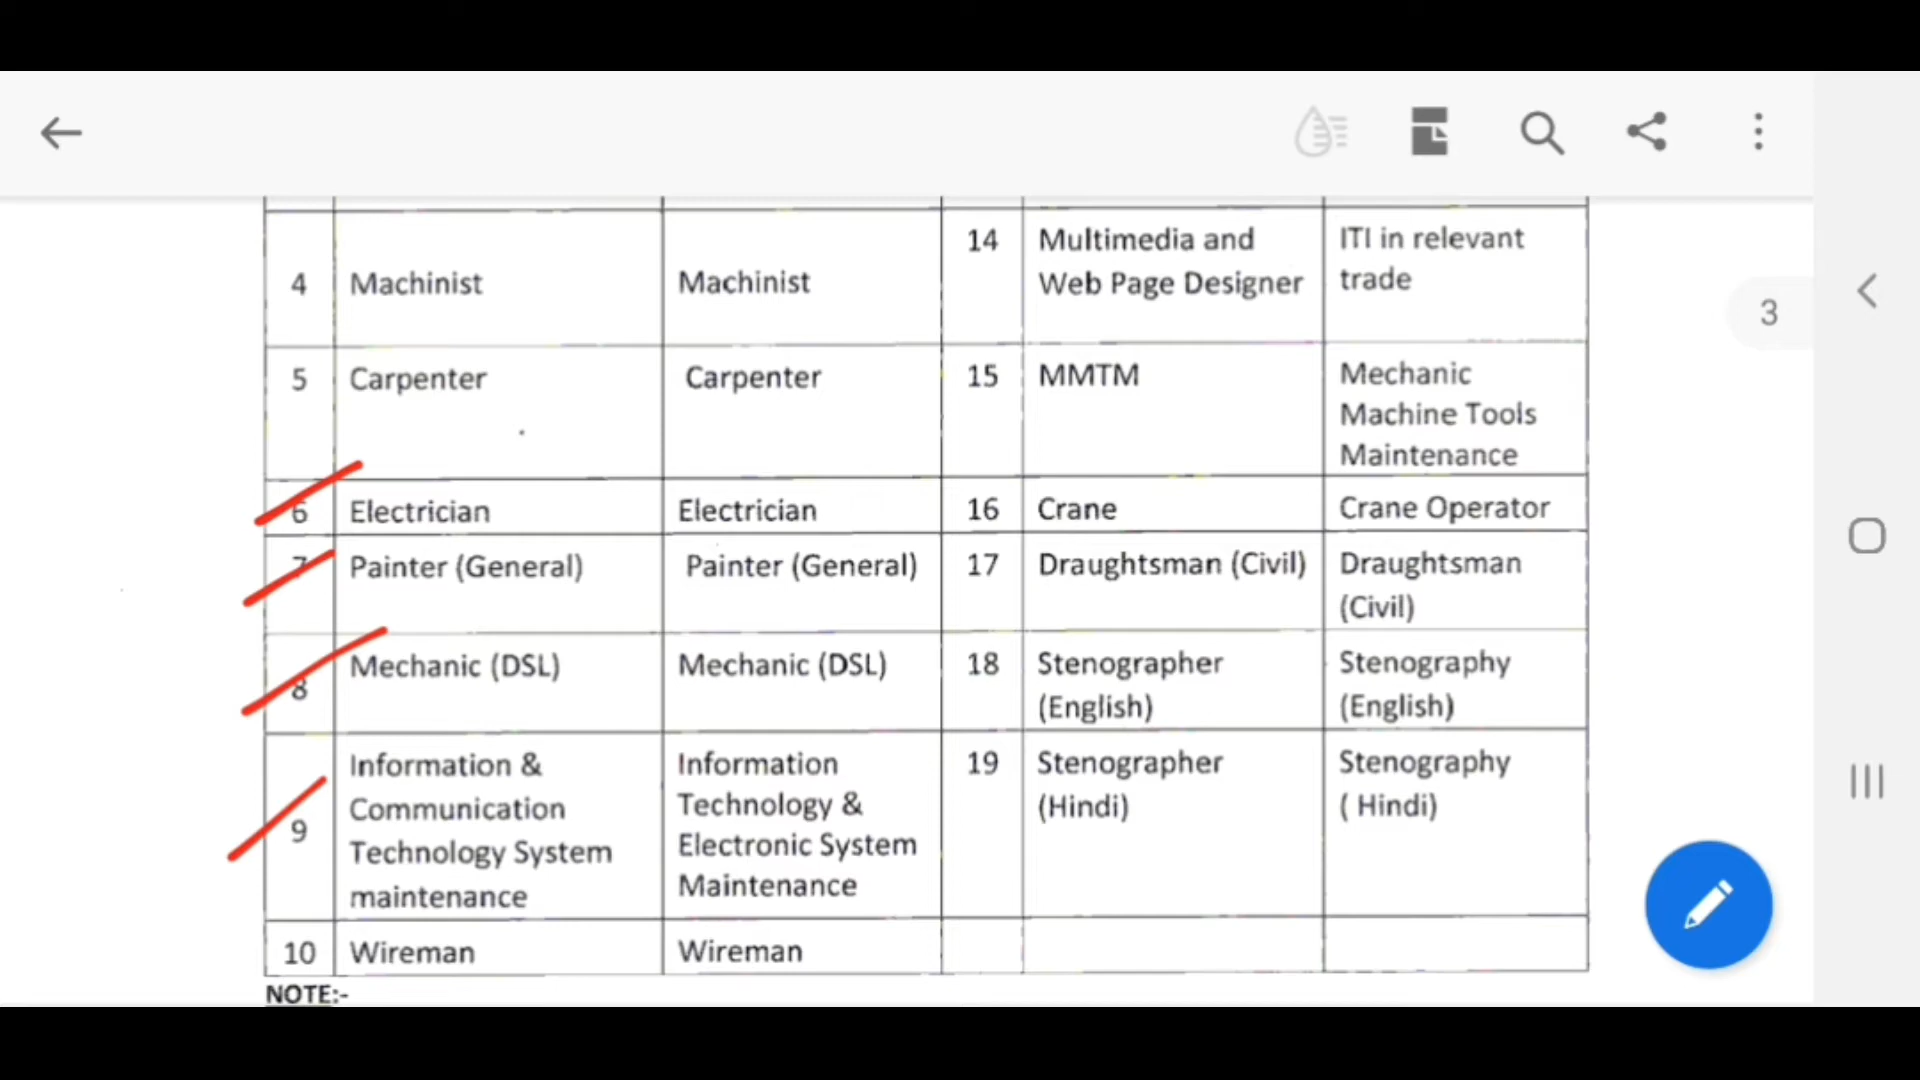 4 Machinist Machinist 14 Multimedia and ITI in relevant
Web Page Designer trade
5 Carpenter Carpenter 15 MMTM Mechanic
Machine Tools
Maintenance
6 Electrician Electrician 16 Crane Crane Operator
7 Painter (General) Painter (General) 17 Draughtsman (Civil) Draughtsman
(Civil)
8 Mechanic (DSL) Mechanic (DSL) 18 Stenographer Stenography
(English) (English)
9 Information & Information 19 Stenographer Stenography
Communication Technology & (Hindi) ( Hindi)
Technology System Electronic System
maintenance Maintenance
10 Wireman Wireman
NOTE:-
3